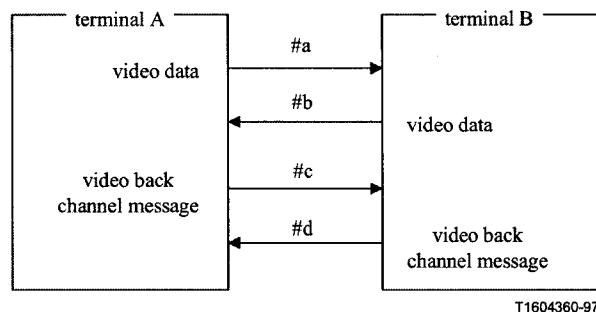 terminal A
terminal B
#a
video data
#b
video data
#c
video back
channel message
#d
video back
channel message
T1604360-97